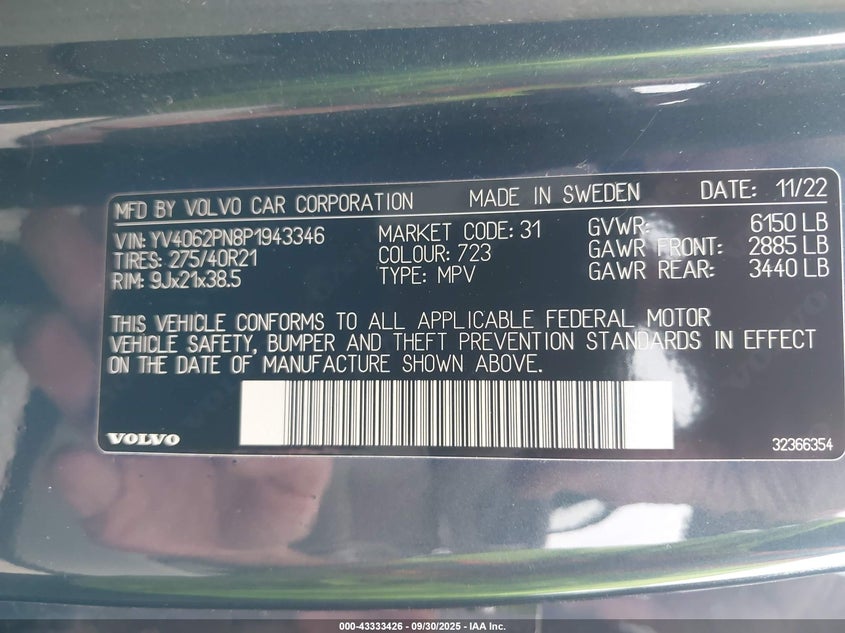 MFD BY VOLVO CAR CORPORATION MADE IN SWEDEN DATE: 11/22
VIN: YV4062PN8P1943346 MARKET CODE: 31 GVWR: 6150 LB
TIRES: 275/40R21 COLOUR: 723 GAWR FRONT: 2885 LB
RIM: 9Jx21x38.5 TYPE: MPV GAWR REAR: 3440 LB
THIS VEHICLE CONFORMS TO ALL APPLICABLE FEDERAL MOTOR
VEHICLE SAFETY, BUMPER AND THEFT PREVENTION STANDARDS IN EFFECT
ON THE DATE OF MANUFACTURE SHOWN ABOVE.
VOLVO 32366354
000-43333426 - 09/30/2025 - IAA Inc.